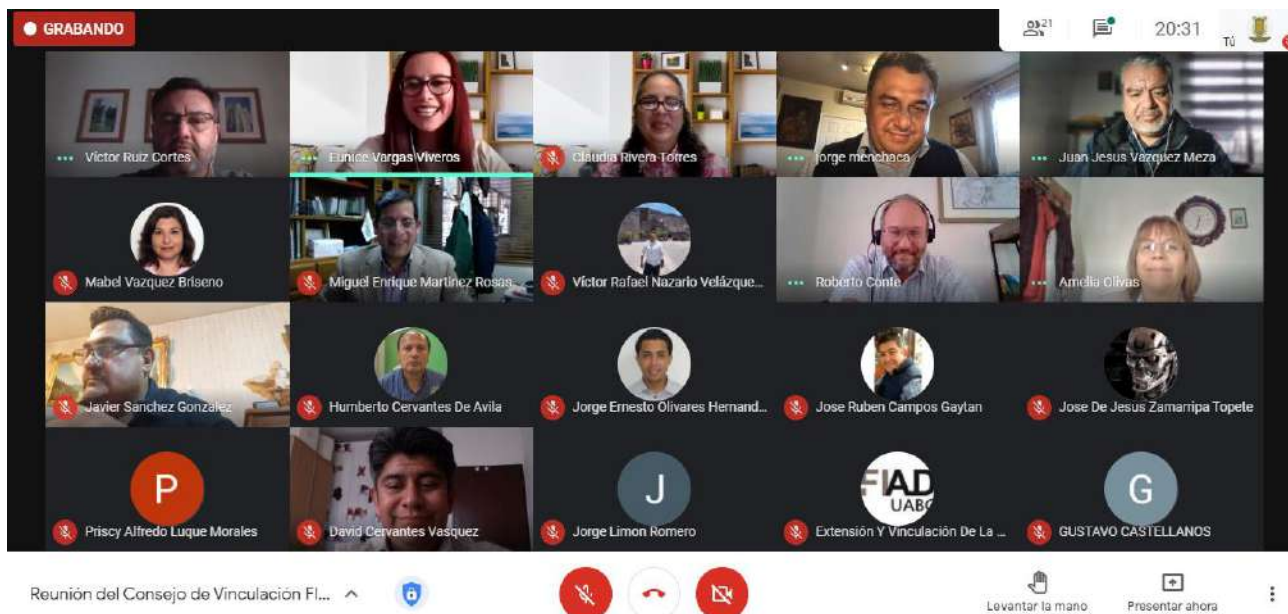 GRABANDO
21
20:31
Tú
Víctor Ruiz Cortes
Eunice Vargas Viveros
Claudia Rivera Torres
jorge menchaca
Juan Jesus Vazquez Meza
Mabel Vazquez Briseno
Miguel Enrique Martinez Rosas
Víctor Rafael Nazario Velázque...
Roberto Conte
Amelia Olivas
Javier Sanchez Gonzalez
Humberto Cervantes De Avila
Jorge Ernesto Olivares Hernand...
Jose Ruben Campos Gaytan
Jose De Jesus Zamarripa Topete
P
Priscy Alfredo Luque Morales
David Cervantes Vasquez
J
Jorge Limon Romero
FIAD
UABC
Extensión Y Vinculación De La ...
G
GUSTAVO CASTELLANOS
Reunión del Consejo de Vinculación FI...
Levantar la mano
Presentar ahora